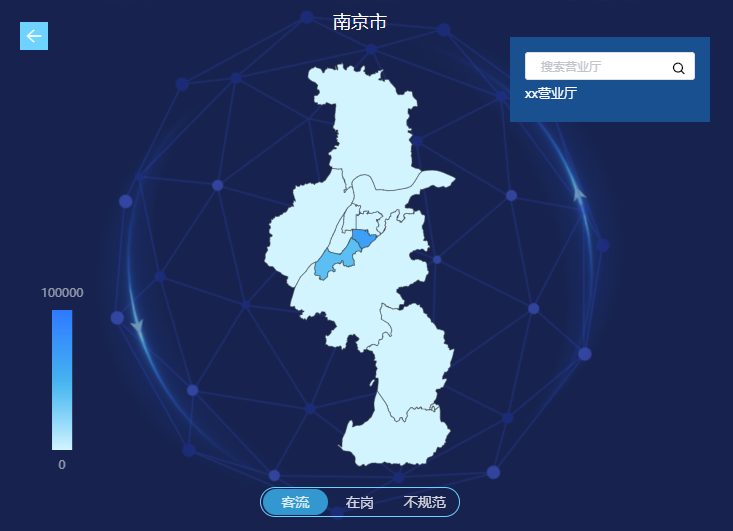 南京市
搜索营业厅
xx营业厅
100000
0
客流
在岗
不规范